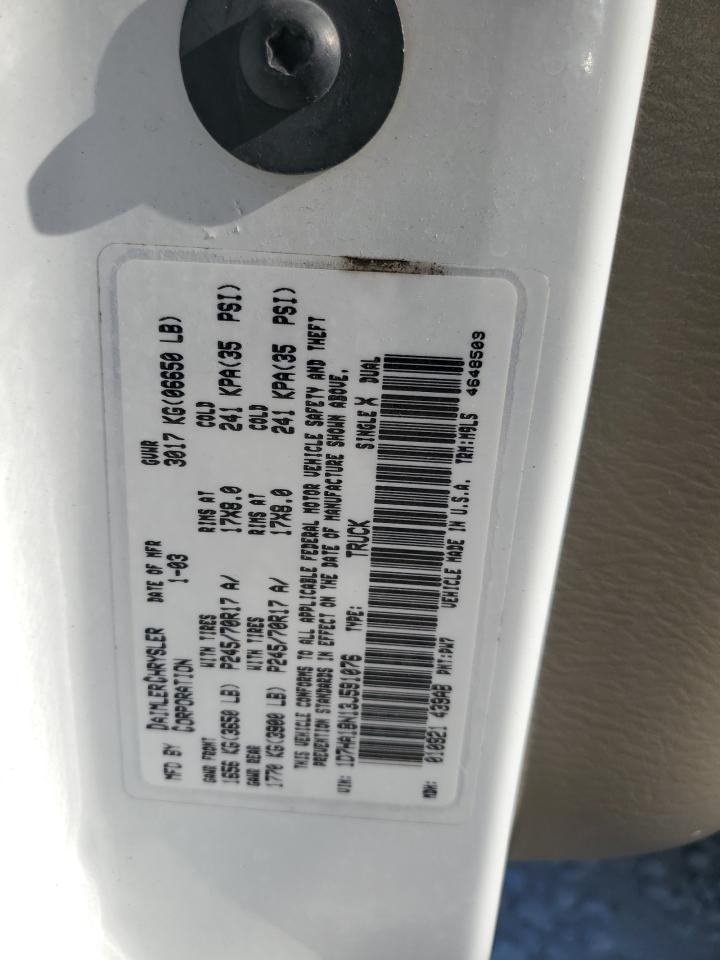 MFD BY DAIMLERCHRYSLER CORPORATION DATE OF MFR 1-03 GVWR 3017 KG(06650 LB)
GAWR FRONT WITH TIRES RIMS AT COLD
1656 KG(3650 LB) P245/70R17 A/ 17X8.0 241 KPA(35 PSI)
GAWR REAR WITH TIRES RIMS AT COLD
1770 KG(3900 LB) P245/70R17 A/ 17X8.0 241 KPA(35 PSI)
THIS VEHICLE CONFORMS TO ALL APPLICABLE FEDERAL MOTOR VEHICLE SAFETY AND THEFT
PREVENTION STANDARDS IN EFFECT ON THE DATE OF MANUFACTURE SHOWN ABOVE.
VIN: 1D7HA18N13J591076 TYPE: TRUCK SINGLE X DUAL
MDH: 010921 439AB PNT:PW7 VEHICLE MADE IN U.S.A. TRM:M9L5 4648509